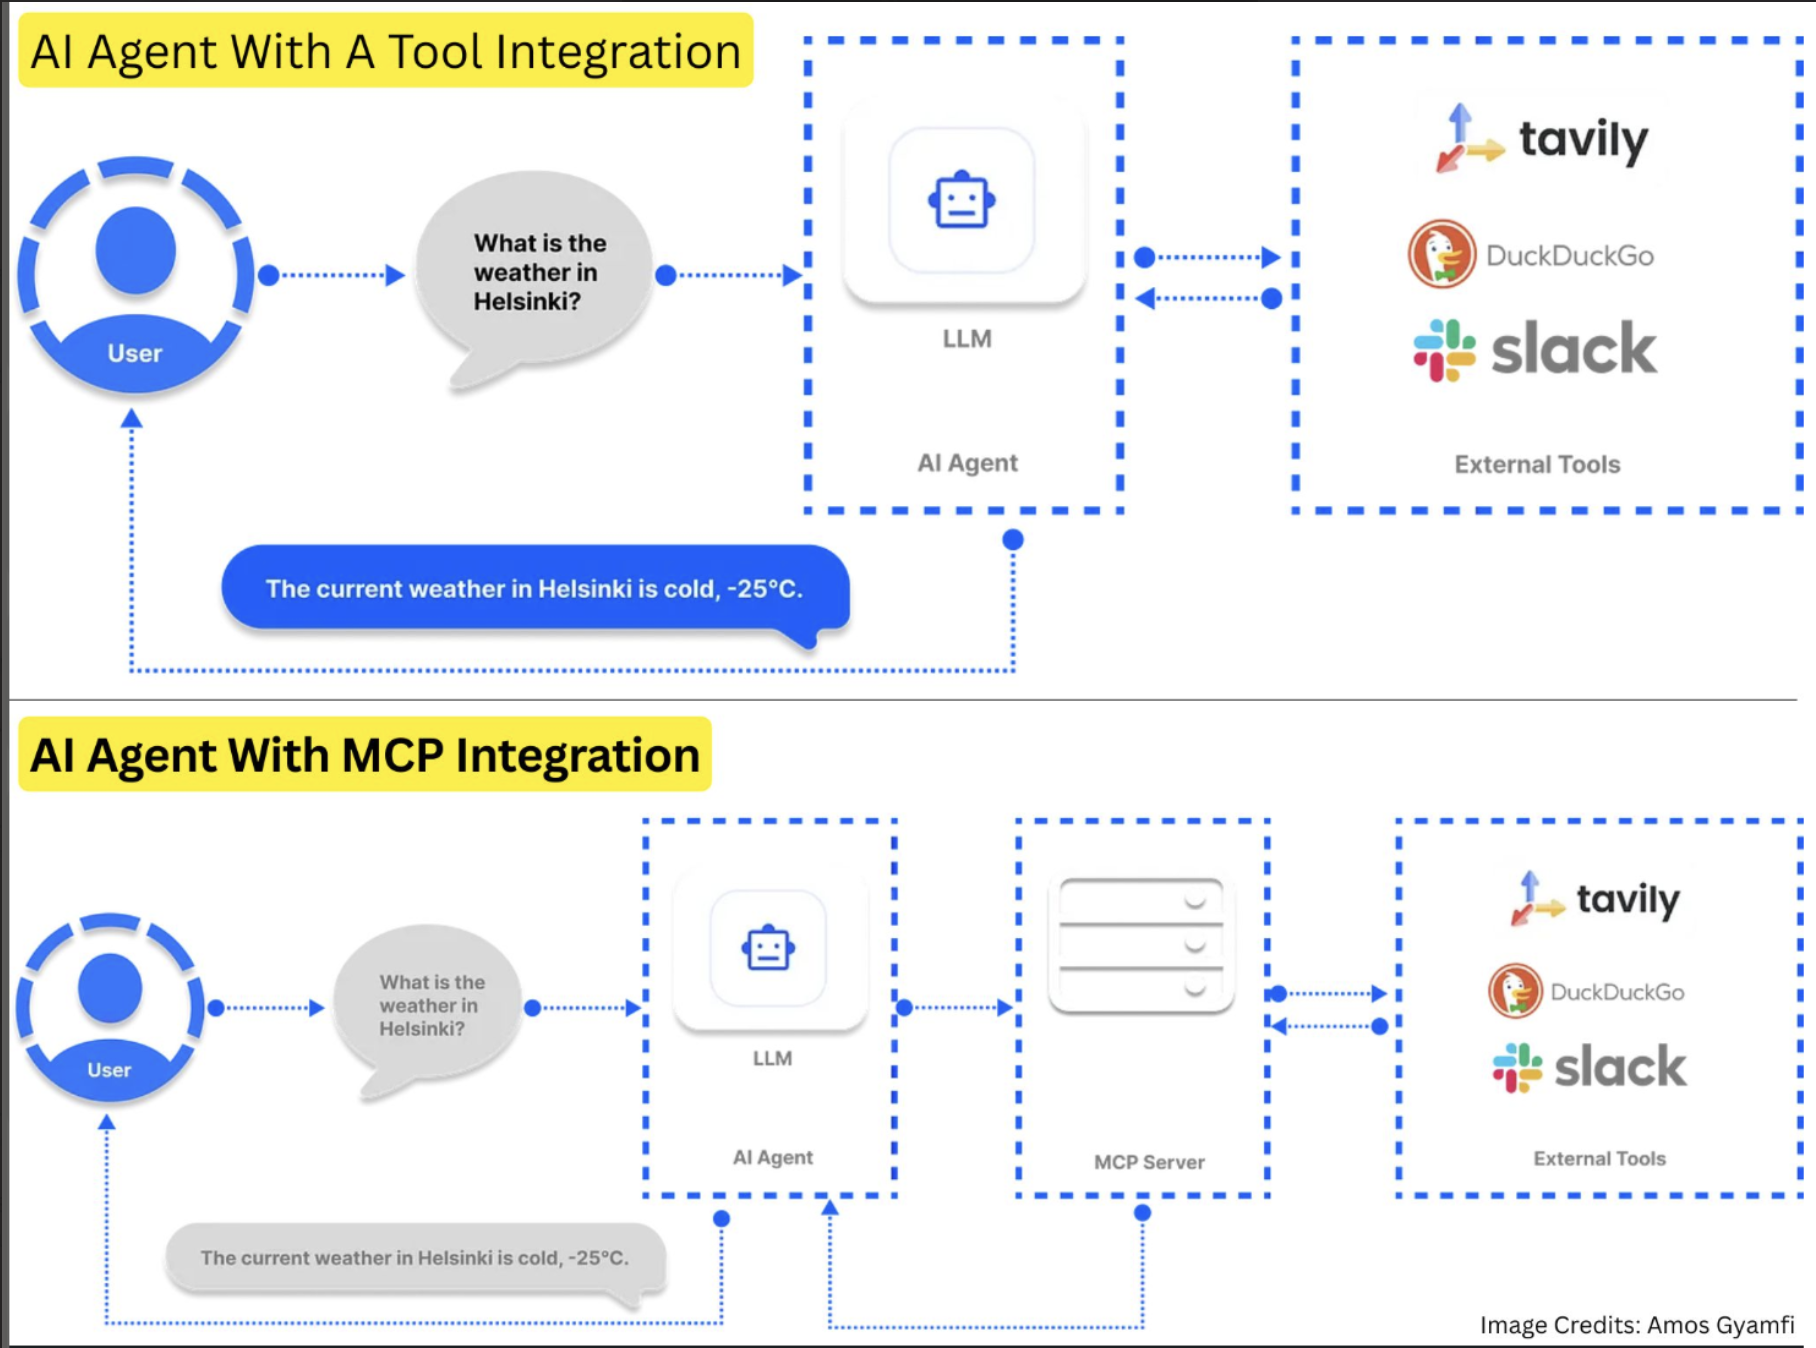 AI Agent With A Tool Integration
tavily
What is the
weather in
Helsinki?
DuckDuckGo
slack
User
LLM
AI Agent
External Tools
The current weather in Helsinki is cold, -25°C.
AI Agent With MCP Integration
tavily
What is the
weather in
Helsinki?
DuckDuckGo
slack
User
LLM
AI Agent
MCP Server
External Tools
The current weather in Helsinki is cold, -25°C.
Image Credits: Amos Gyamfi